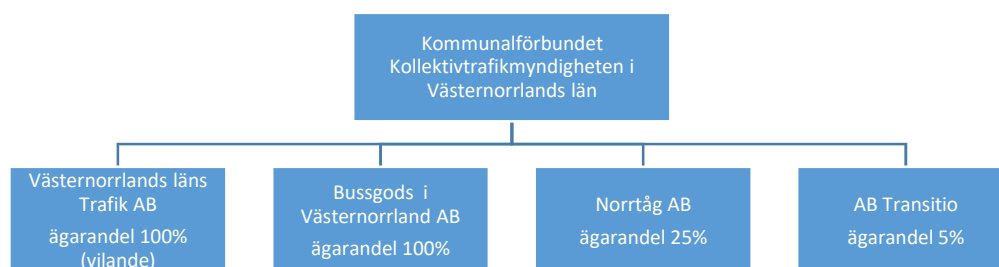 Kommunalförbundet
Kollektivtrafikmyndigheten i
Västernorrlands län
Västernorrlands läns
Trafik AB
ägarandel 100%
(vilande)
Bussgods i
Västernorrland AB
ägarandel 100%
Norrtåg AB
ägarandel 25%
AB Transitio
ägarandel 5%